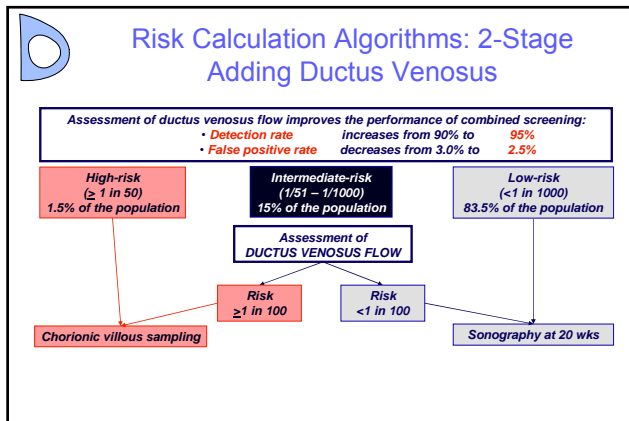 Risk Calculation Algorithms: 2-Stage
Adding Ductus Venosus
Assessment of ductus venosus flow improves the performance of combined screening:
• Detection rate increases from 90% to 95%
• False positive rate decreases from 3.0% to 2.5%
High-risk
(≥ 1 in 50)
1.5% of the population
Intermediate-risk
(1/51 – 1/1000)
15% of the population
Low-risk
(<1 in 1000)
83.5% of the population
Assessment of
DUCTUS VENOSUS FLOW
Risk
≥1 in 100
Risk
<1 in 100
Chorionic villous sampling
Sonography at 20 wks